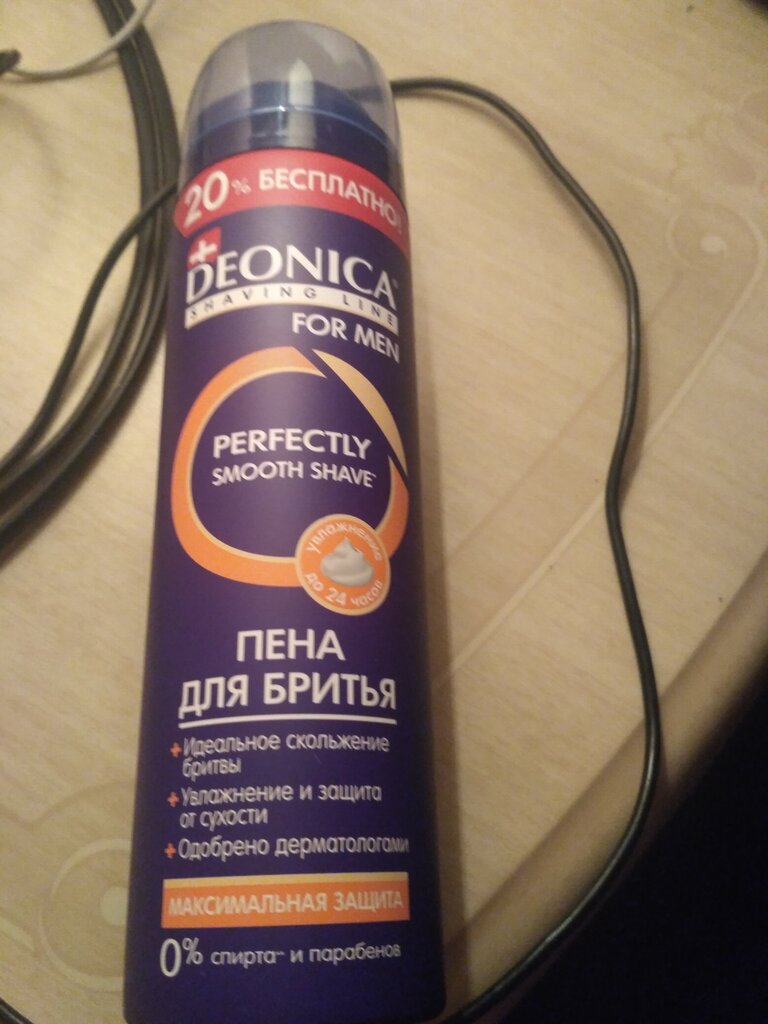 20% БЕСПЛАТНО!
DEONICA®
SHAVING LINE
FOR MEN
PERFECTLY
SMOOTH SHAVE™
УВЛАЖНЕНИЕ
ДО 24 ЧАСОВ
ПЕНА
ДЛЯ БРИТЬЯ
+ Идеальное скольжение
бритвы
+ Увлажнение и защита
от сухости
+ Одобрено дерматологами
МАКСИМАЛЬНАЯ ЗАЩИТА
0% спирта** и парабенов